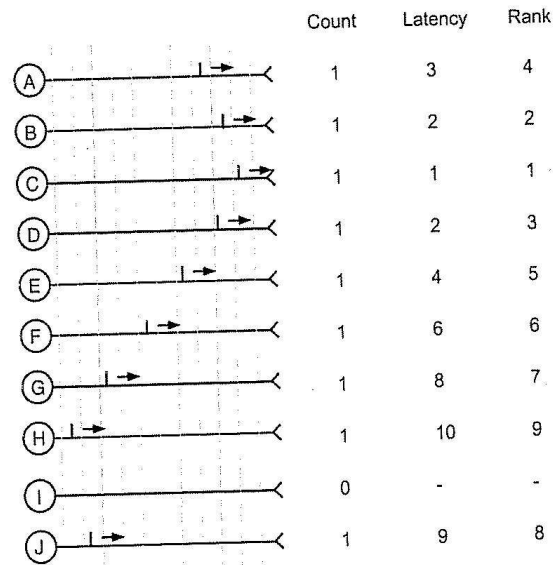 Count Latency Rank
A 1 3 4
B 1 2 2
C 1 1 1
D 1 2 3
E 1 4 5
F 1 6 6
G 1 8 7
H 1 10 9
I 0 - -
J 1 9 8